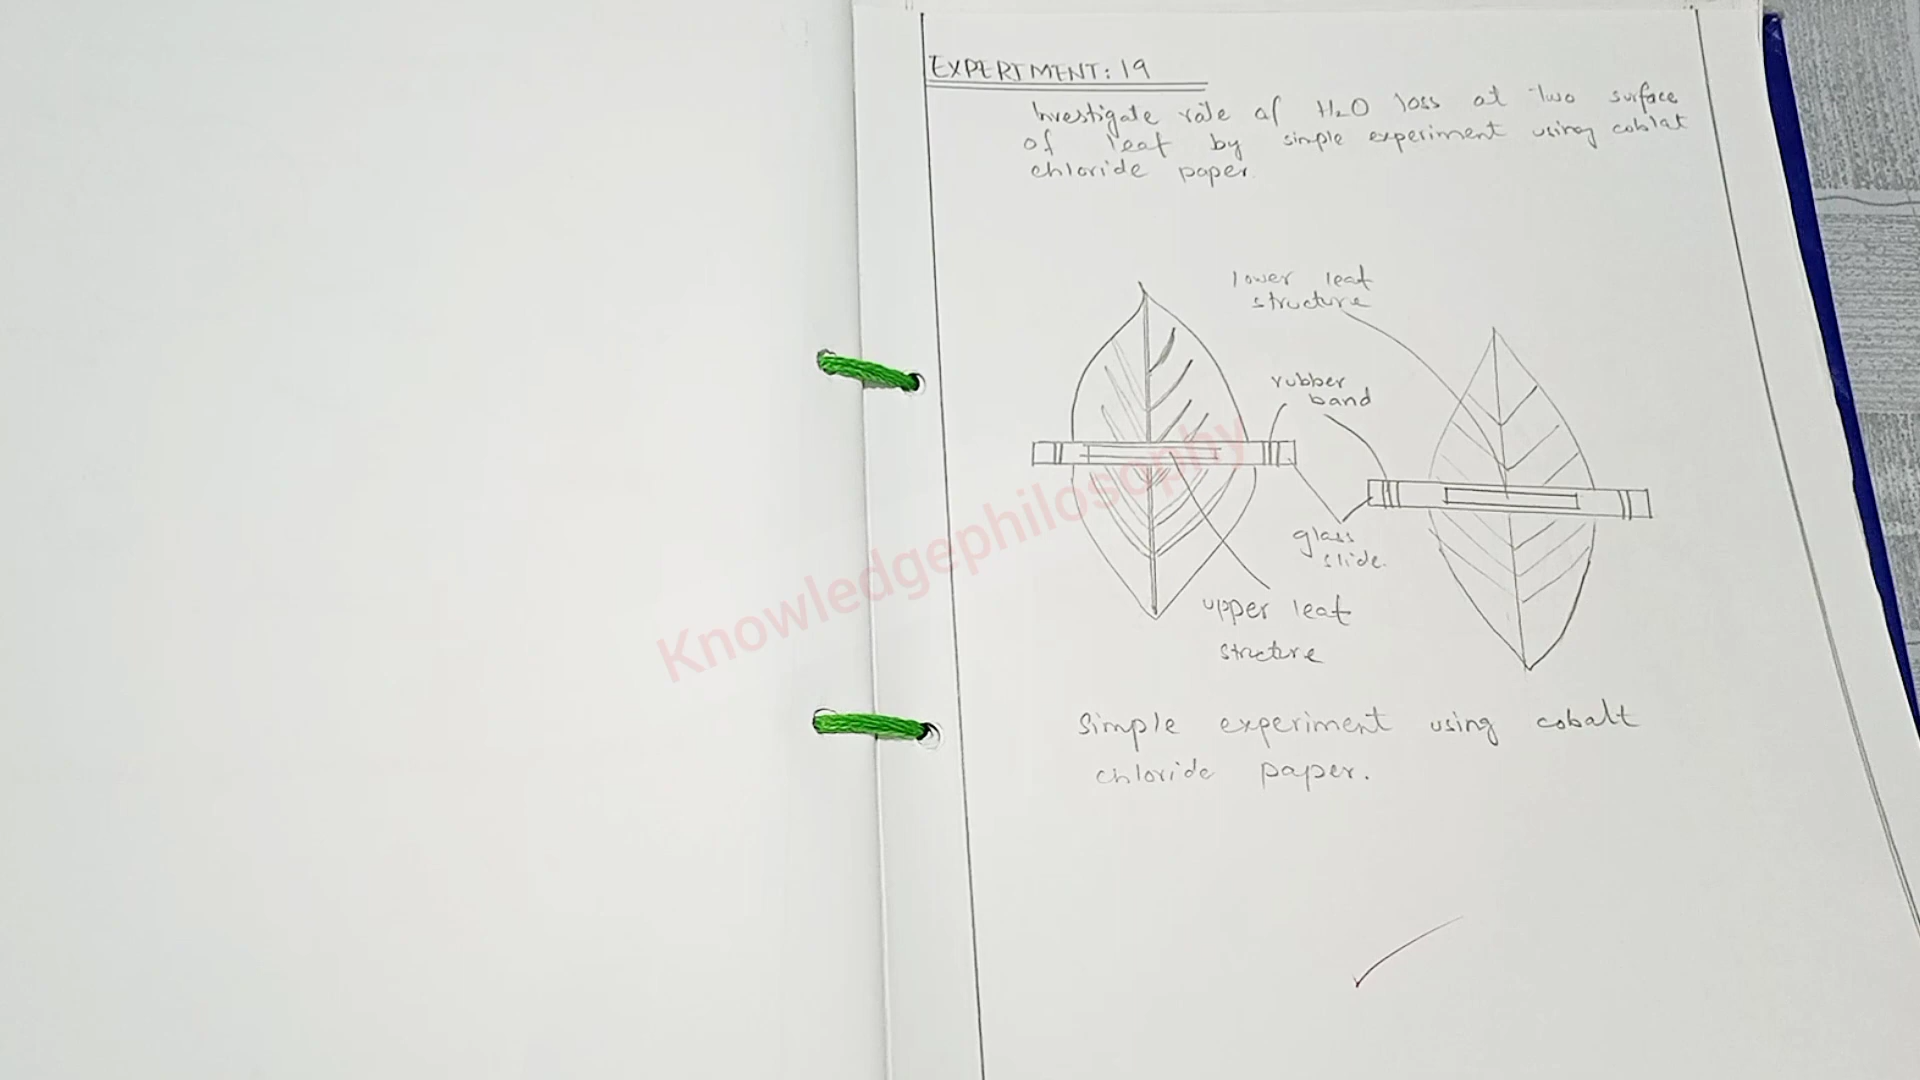 EXPERIMENT: 19
Investigate rate of H₂O loss at two surface
of leaf by simple experiment using coblat
chloride paper.
lower leaf
structure
rubber
band
glass
slide.
upper leaf
structure
Simple experiment using cobalt
chloride paper.
Knowledgephilosophy